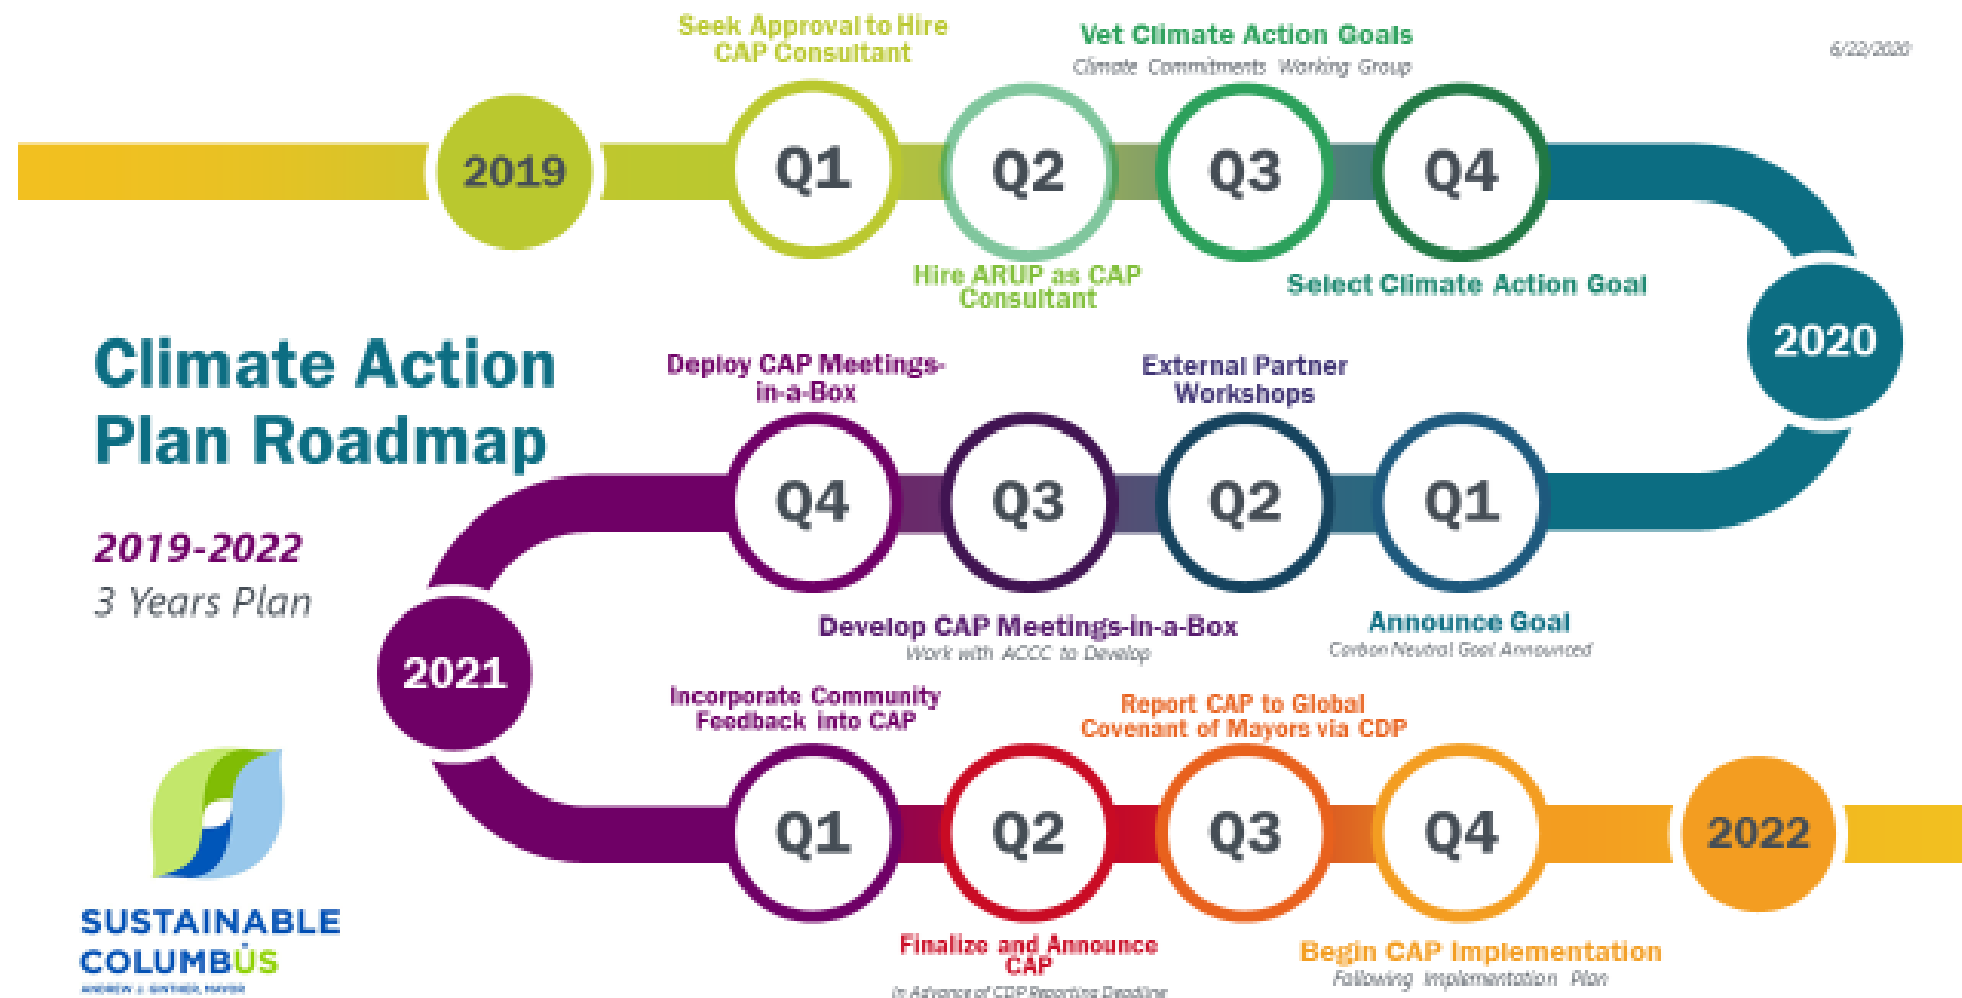 Seek Approval to Hire
CAP Consultant
Vet Climate Action Goals
Climate Commitments Working Group
6/22/2020
2019
Q1
Q2
Q3
Q4
Hire ARUP as CAP
Consultant
Select Climate Action Goal
2020
Climate Action
Plan Roadmap
2019-2022
3 Years Plan
Deploy CAP Meetings-
in-a-Box
External Partner
Workshops
Q4
Q3
Q2
Q1
Develop CAP Meetings-in-a-Box
Work with ACCC to Develop
Announce Goal
Carbon Neutral Goal Announced
2021
Incorporate Community
Feedback into CAP
Report CAP to Global
Covenant of Mayors via CDP
Q1
Q2
Q3
Q4
2022
Finalize and Announce
CAP
In Advance of CDP Reporting Deadline
Begin CAP Implementation
Following Implementation Plan
SUSTAINABLE
COLUMBUS
ANDREW J. GINTHER, MAYOR